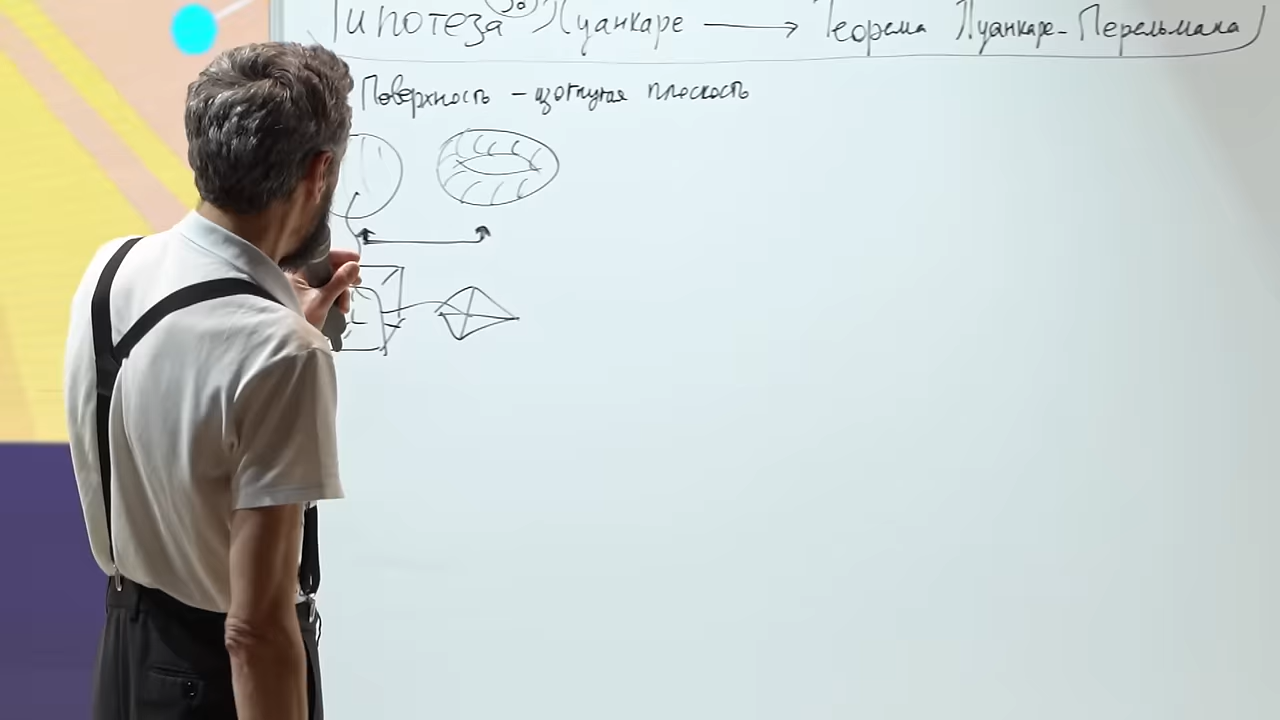 Гипотеза Пуанкаре → Теорема Пуанкаре-Перельмана
Поверхность – изогнутая плоскость